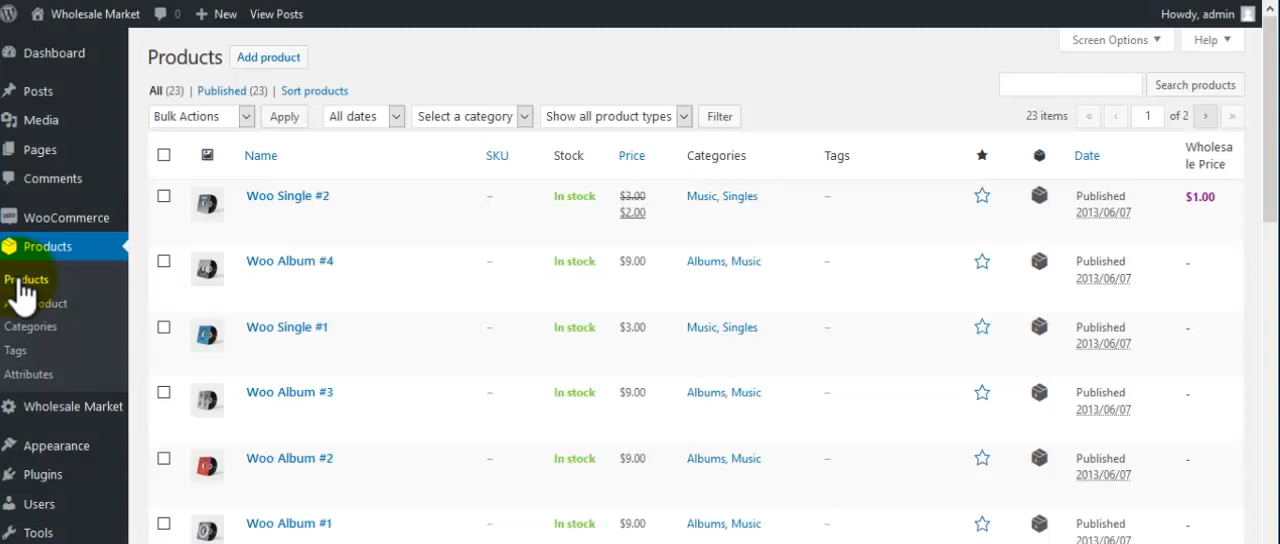 Wholesale Market 0 New View Posts Howdy, admin
Dashboard
Posts
Media
Pages
Comments
WooCommerce
Products
Products
Categories
Tags
Attributes
Wholesale Market
Appearance
Plugins
Users
Tools
Screen Options Help
Products Add product
All (23) | Published (23) | Sort products
Search products
Bulk Actions Apply All dates Select a category Show all product types Filter 23 items « ‹ 1 of 2 › »
Name SKU Stock Price Categories Tags Date Wholesa
le Price
Woo Single #2 – In stock $3.00 Music, Singles – Published $1.00
$2.00 2013/06/07
Woo Album #4 – In stock $9.00 Albums, Music – Published -
2013/06/07
Woo Single #1 – In stock $3.00 Music, Singles – Published -
2013/06/07
Woo Album #3 – In stock $9.00 Albums, Music – Published -
2013/06/07
Woo Album #2 – In stock $9.00 Albums, Music – Published -
2013/06/07
Woo Album #1 – In stock $9.00 Albums, Music – Published -
2013/06/07